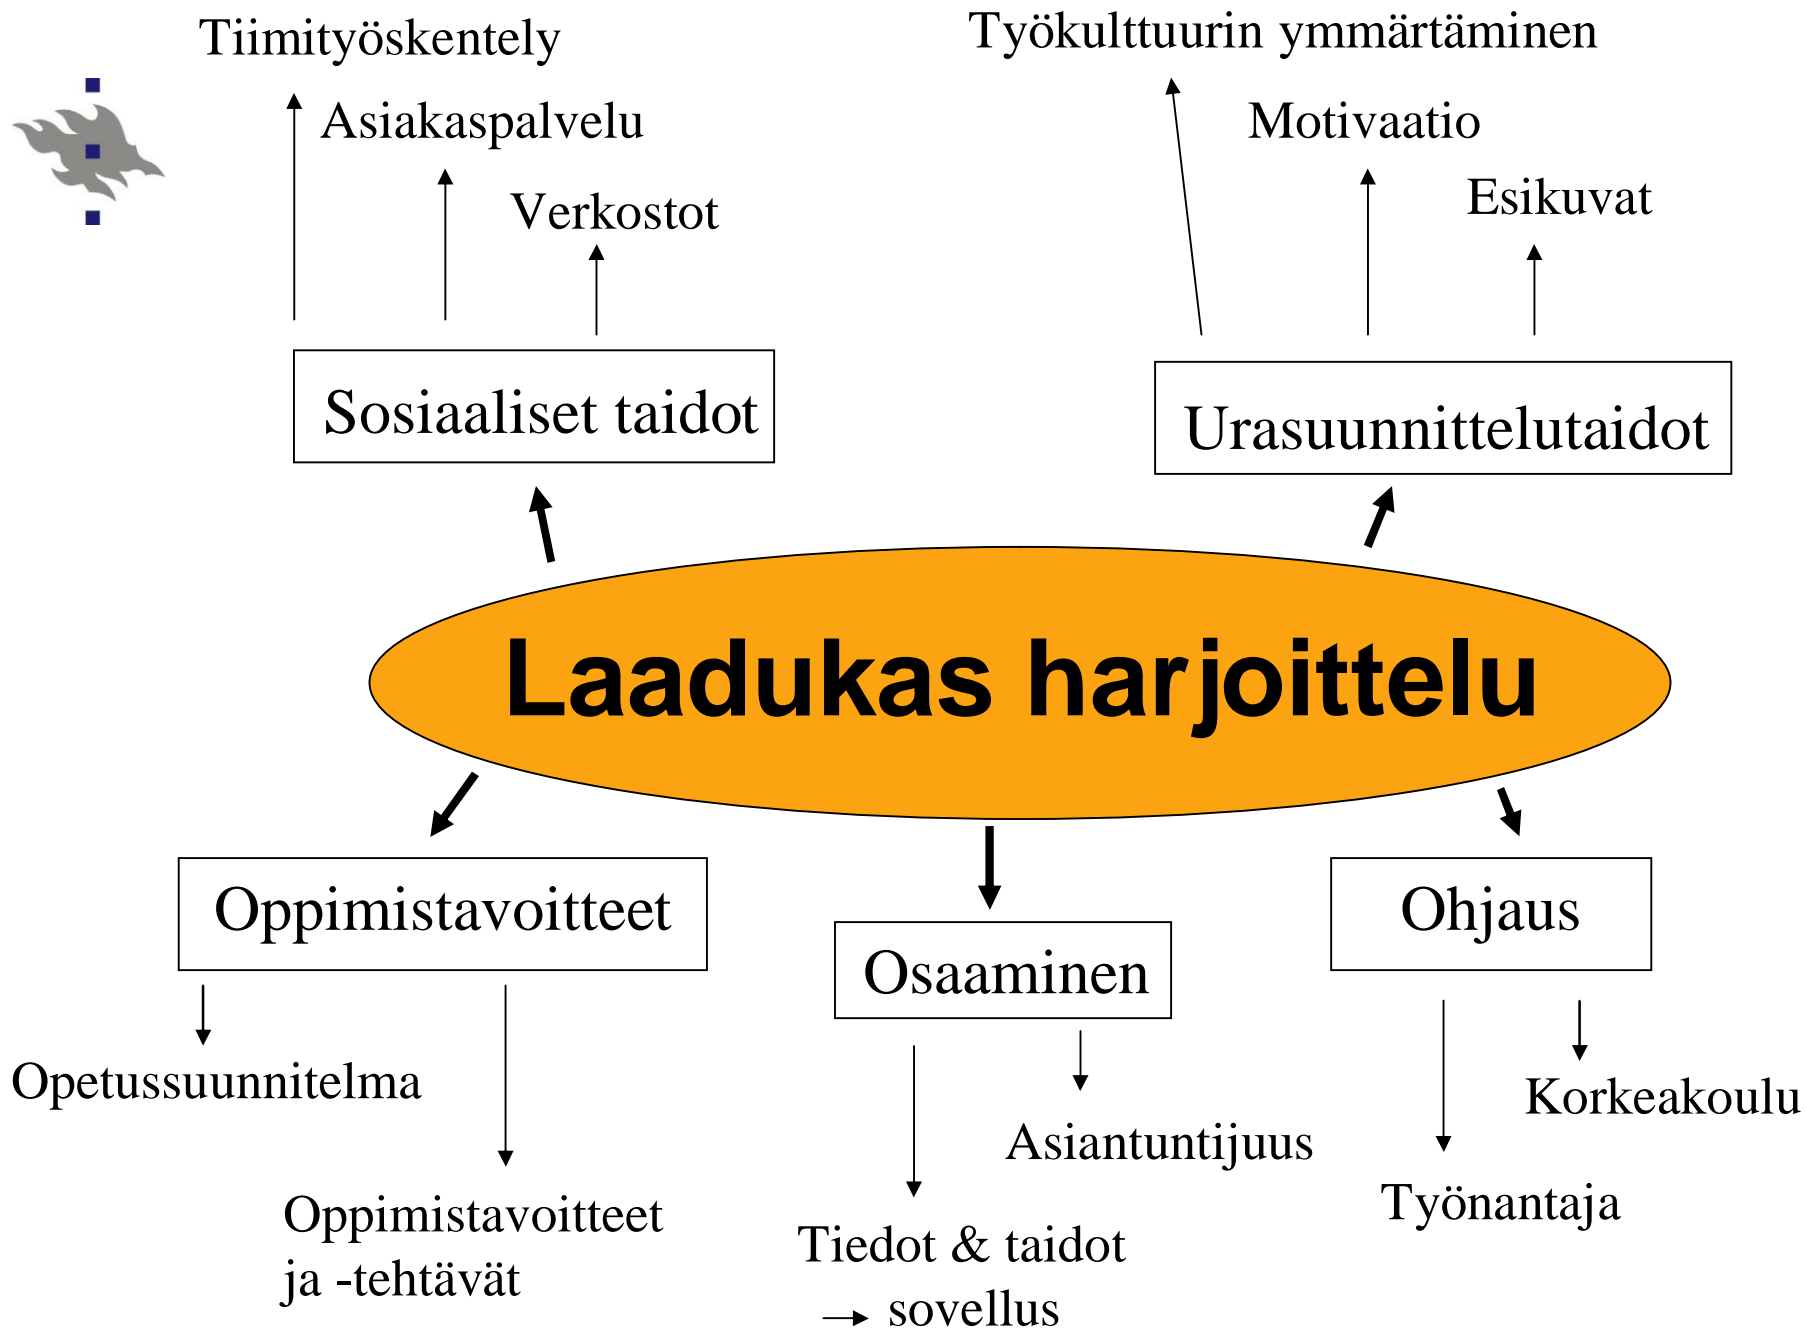 Tiimityöskentely
Asiakaspalvelu
Verkostot
Työkulttuurin ymmärtäminen
Motivaatio
Esikuvat
Sosiaaliset taidot
Urasuunnittelutaidot
Laadukas harjoittelu
Oppimistavoitteet
Osaaminen
Ohjaus
Opetussuunnitelma
Oppimistavoitteet
ja -tehtävät
Asiantuntijuus
Tiedot & taidot
→ sovellus
Korkeakoulu
Työnantaja